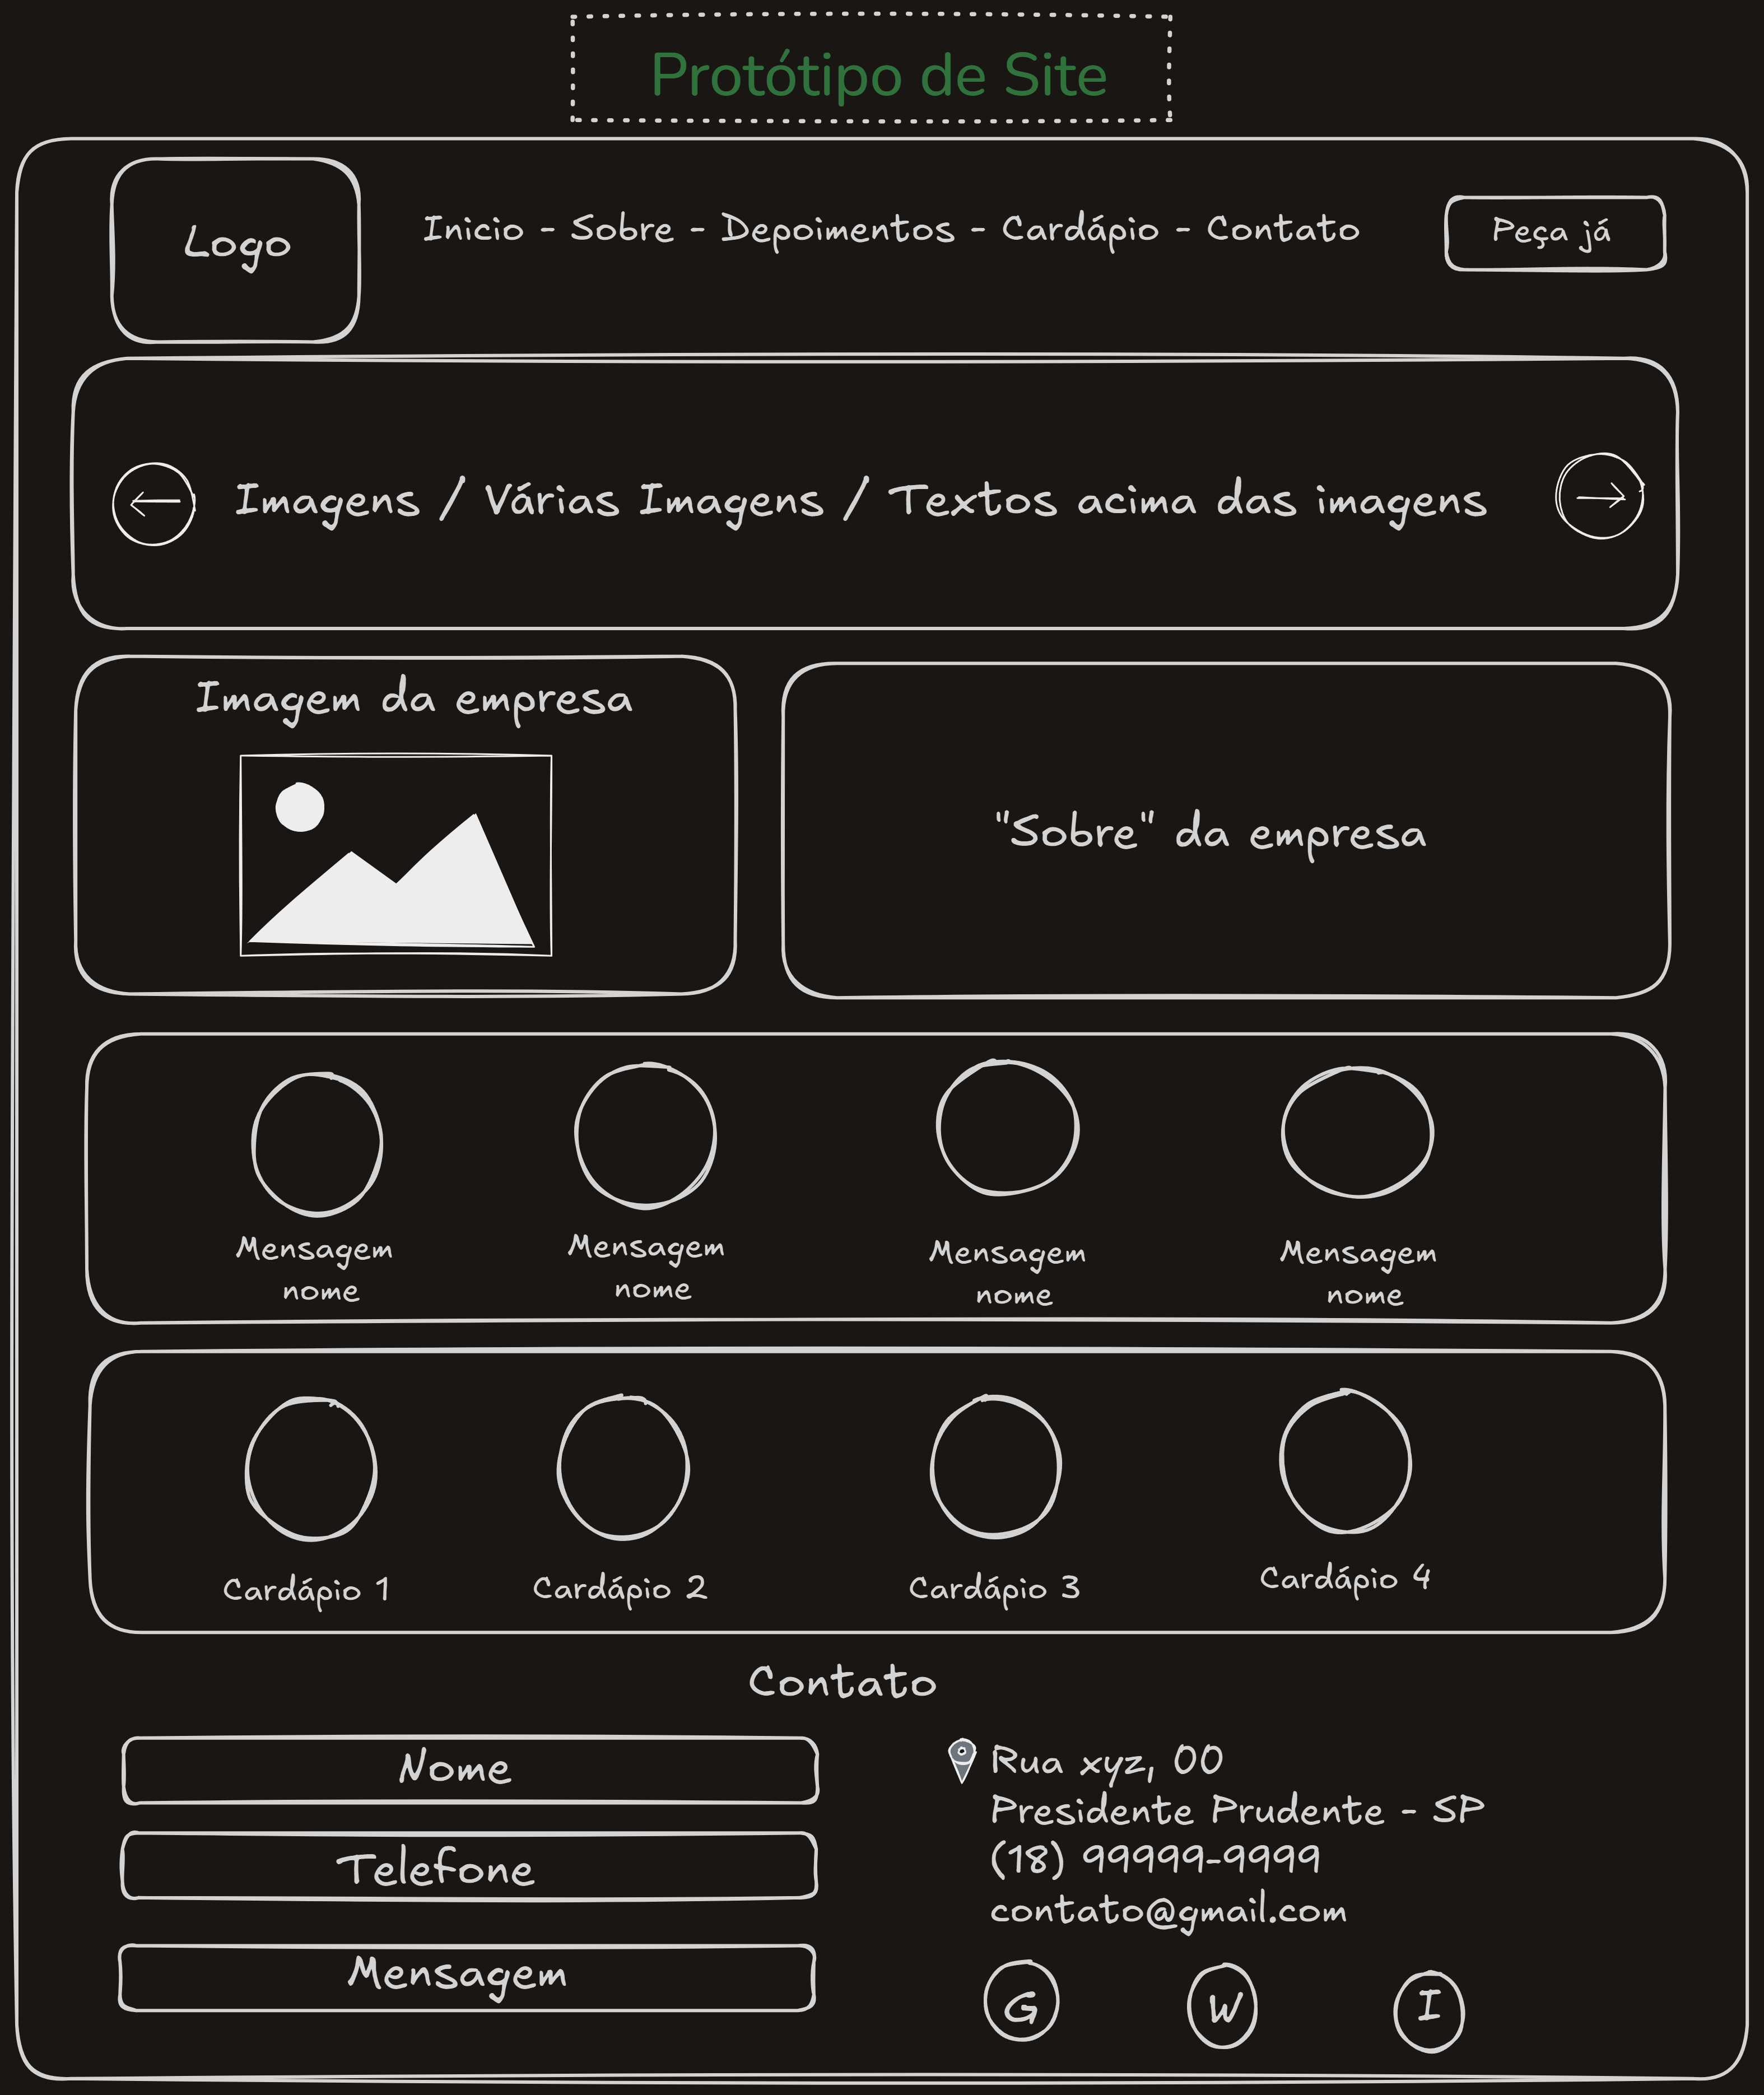 Protótipo de Site
Logo
Inicio - Sobre - Depoimentos - Cardápio - Contato
Peça já
Imagens / Várias Imagens / Textos acima das imagens
Imagem da empresa
"Sobre" da empresa
Mensagem
nome
Mensagem
nome
Mensagem
nome
Mensagem
nome
Cardápio 1
Cardápio 2
Cardápio 3
Cardápio 4
Contato
Nome
Telefone
Mensagem
Rua xyz, 00
Presidente Prudente - SP
(18) 99999-9999
contato@gmail.com
G
W
I